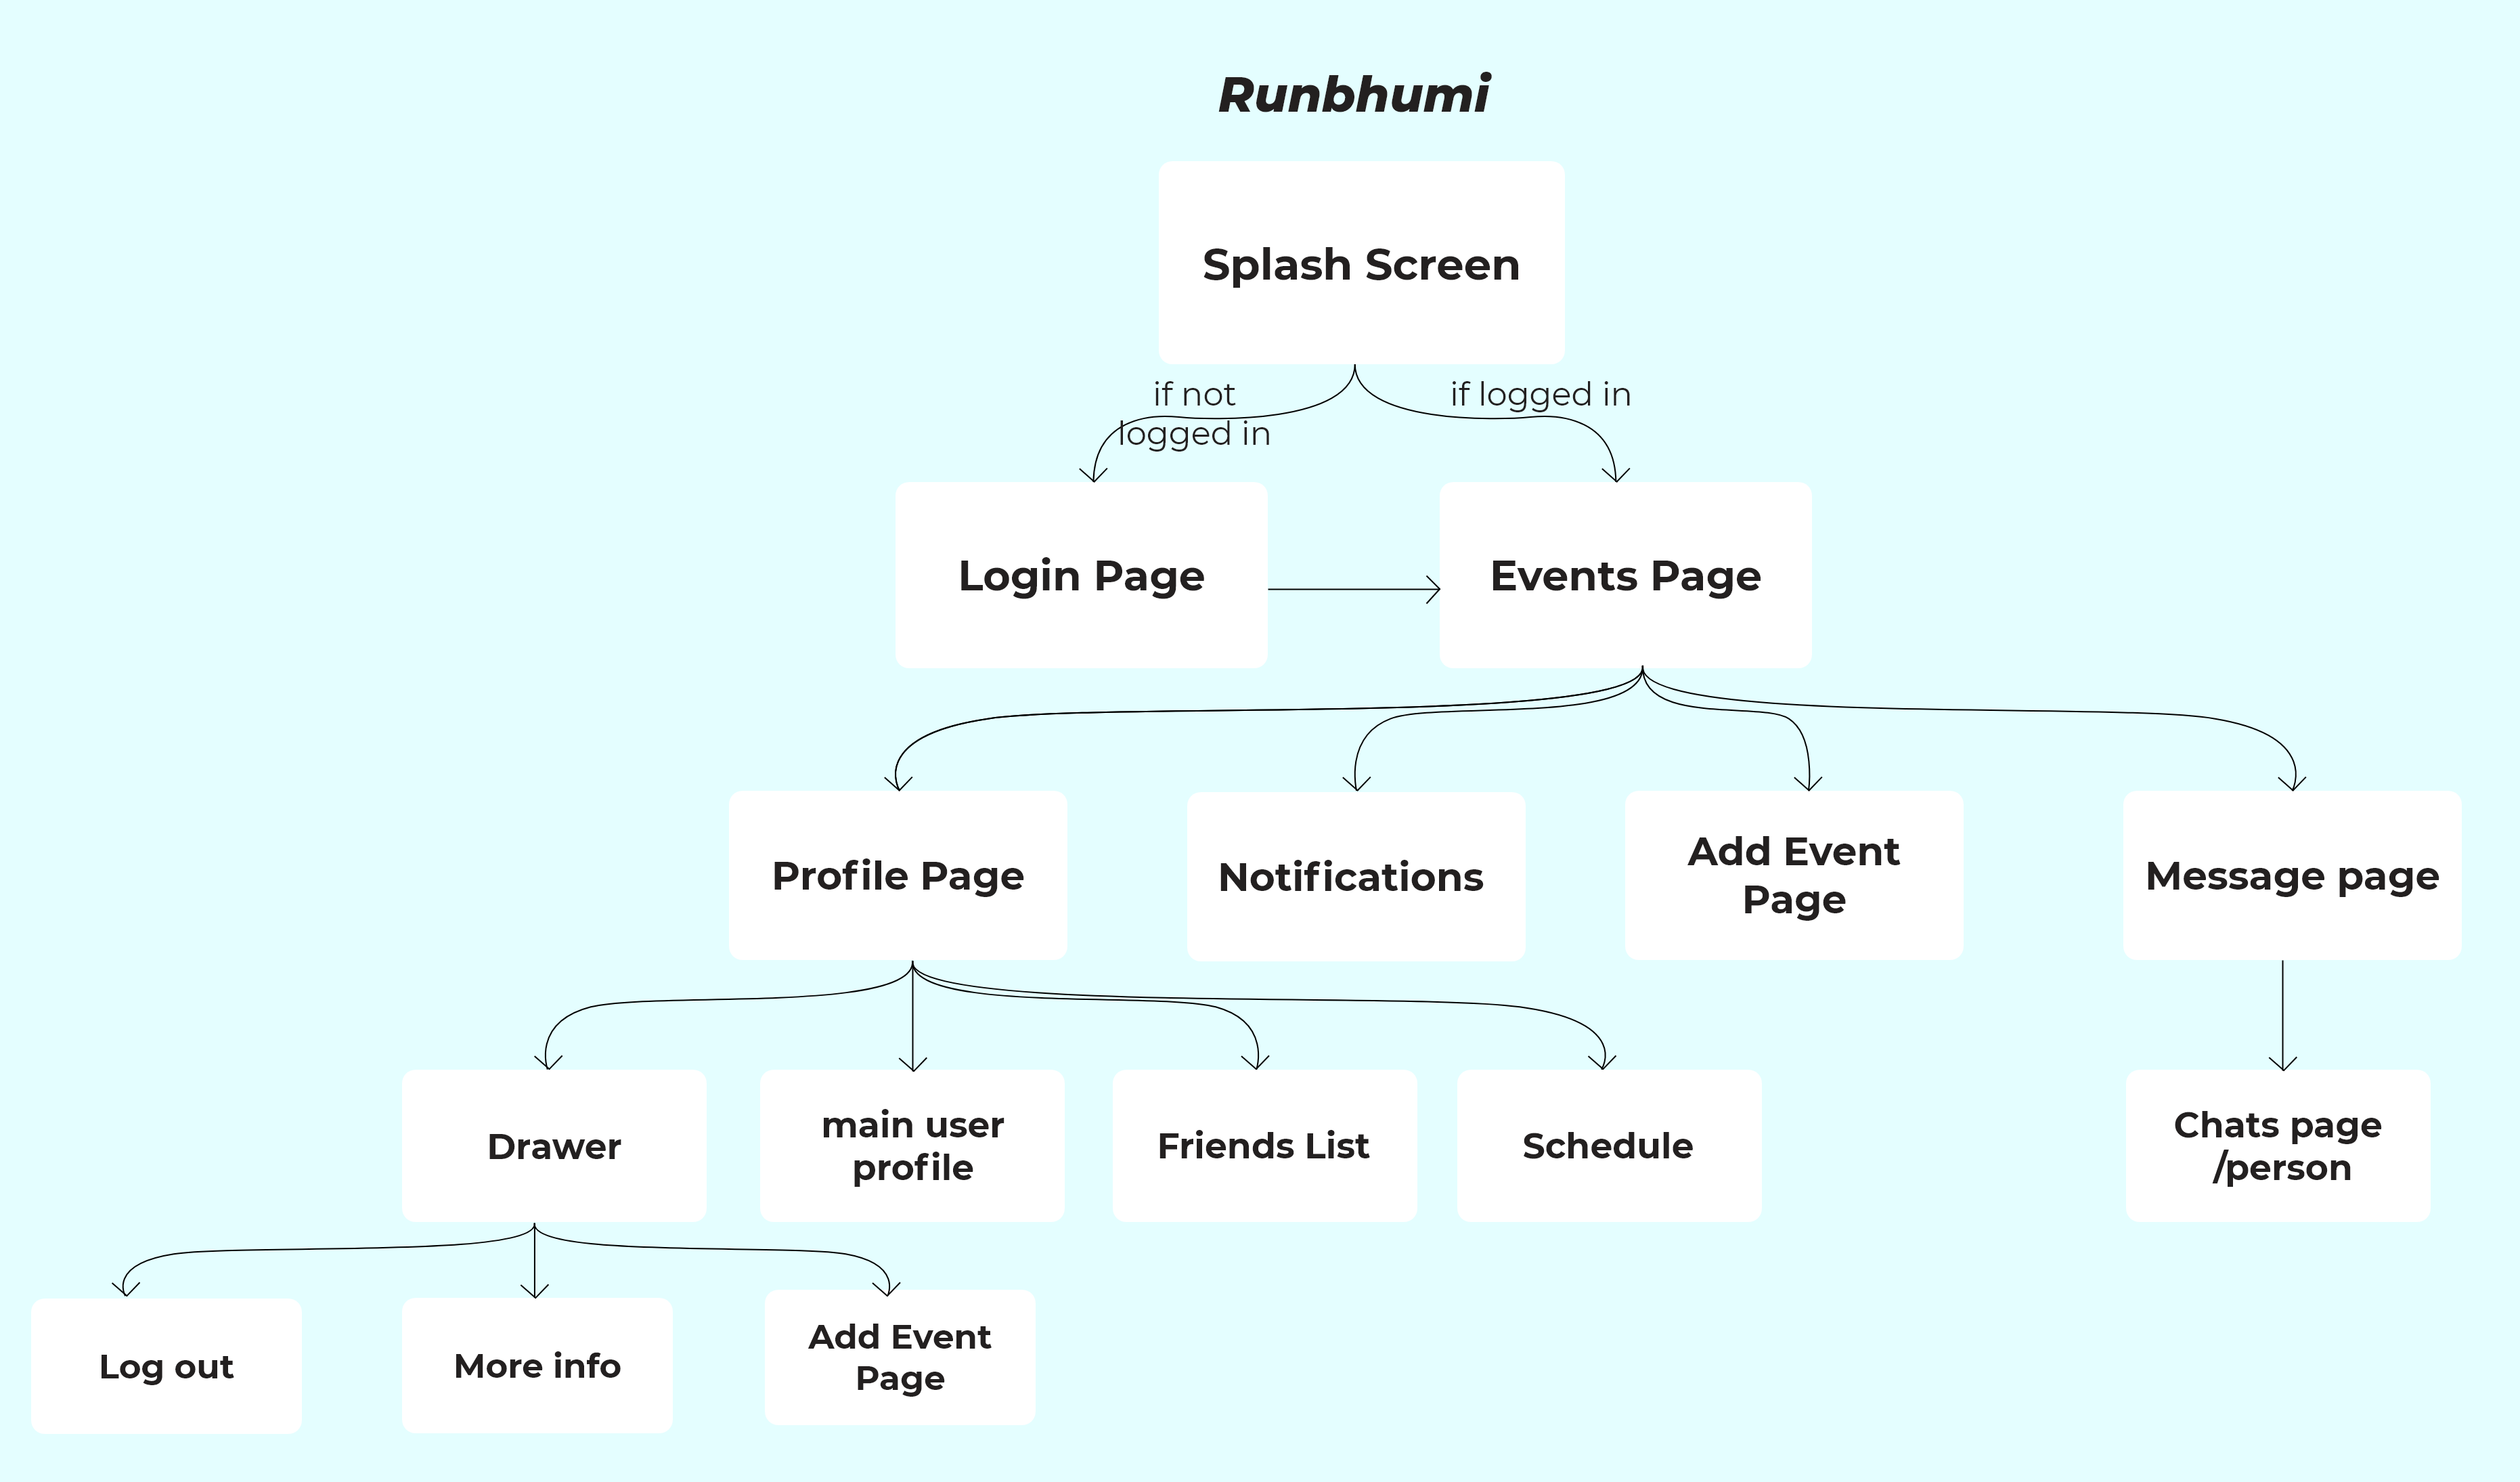 Runbhumi
Splash Screen
if not
logged in
if logged in
Login Page
Events Page
Profile Page
Notifications
Add Event
Page
Message page
Drawer
main user
profile
Friends List
Schedule
Chats page
/person
Log out
More info
Add Event
Page